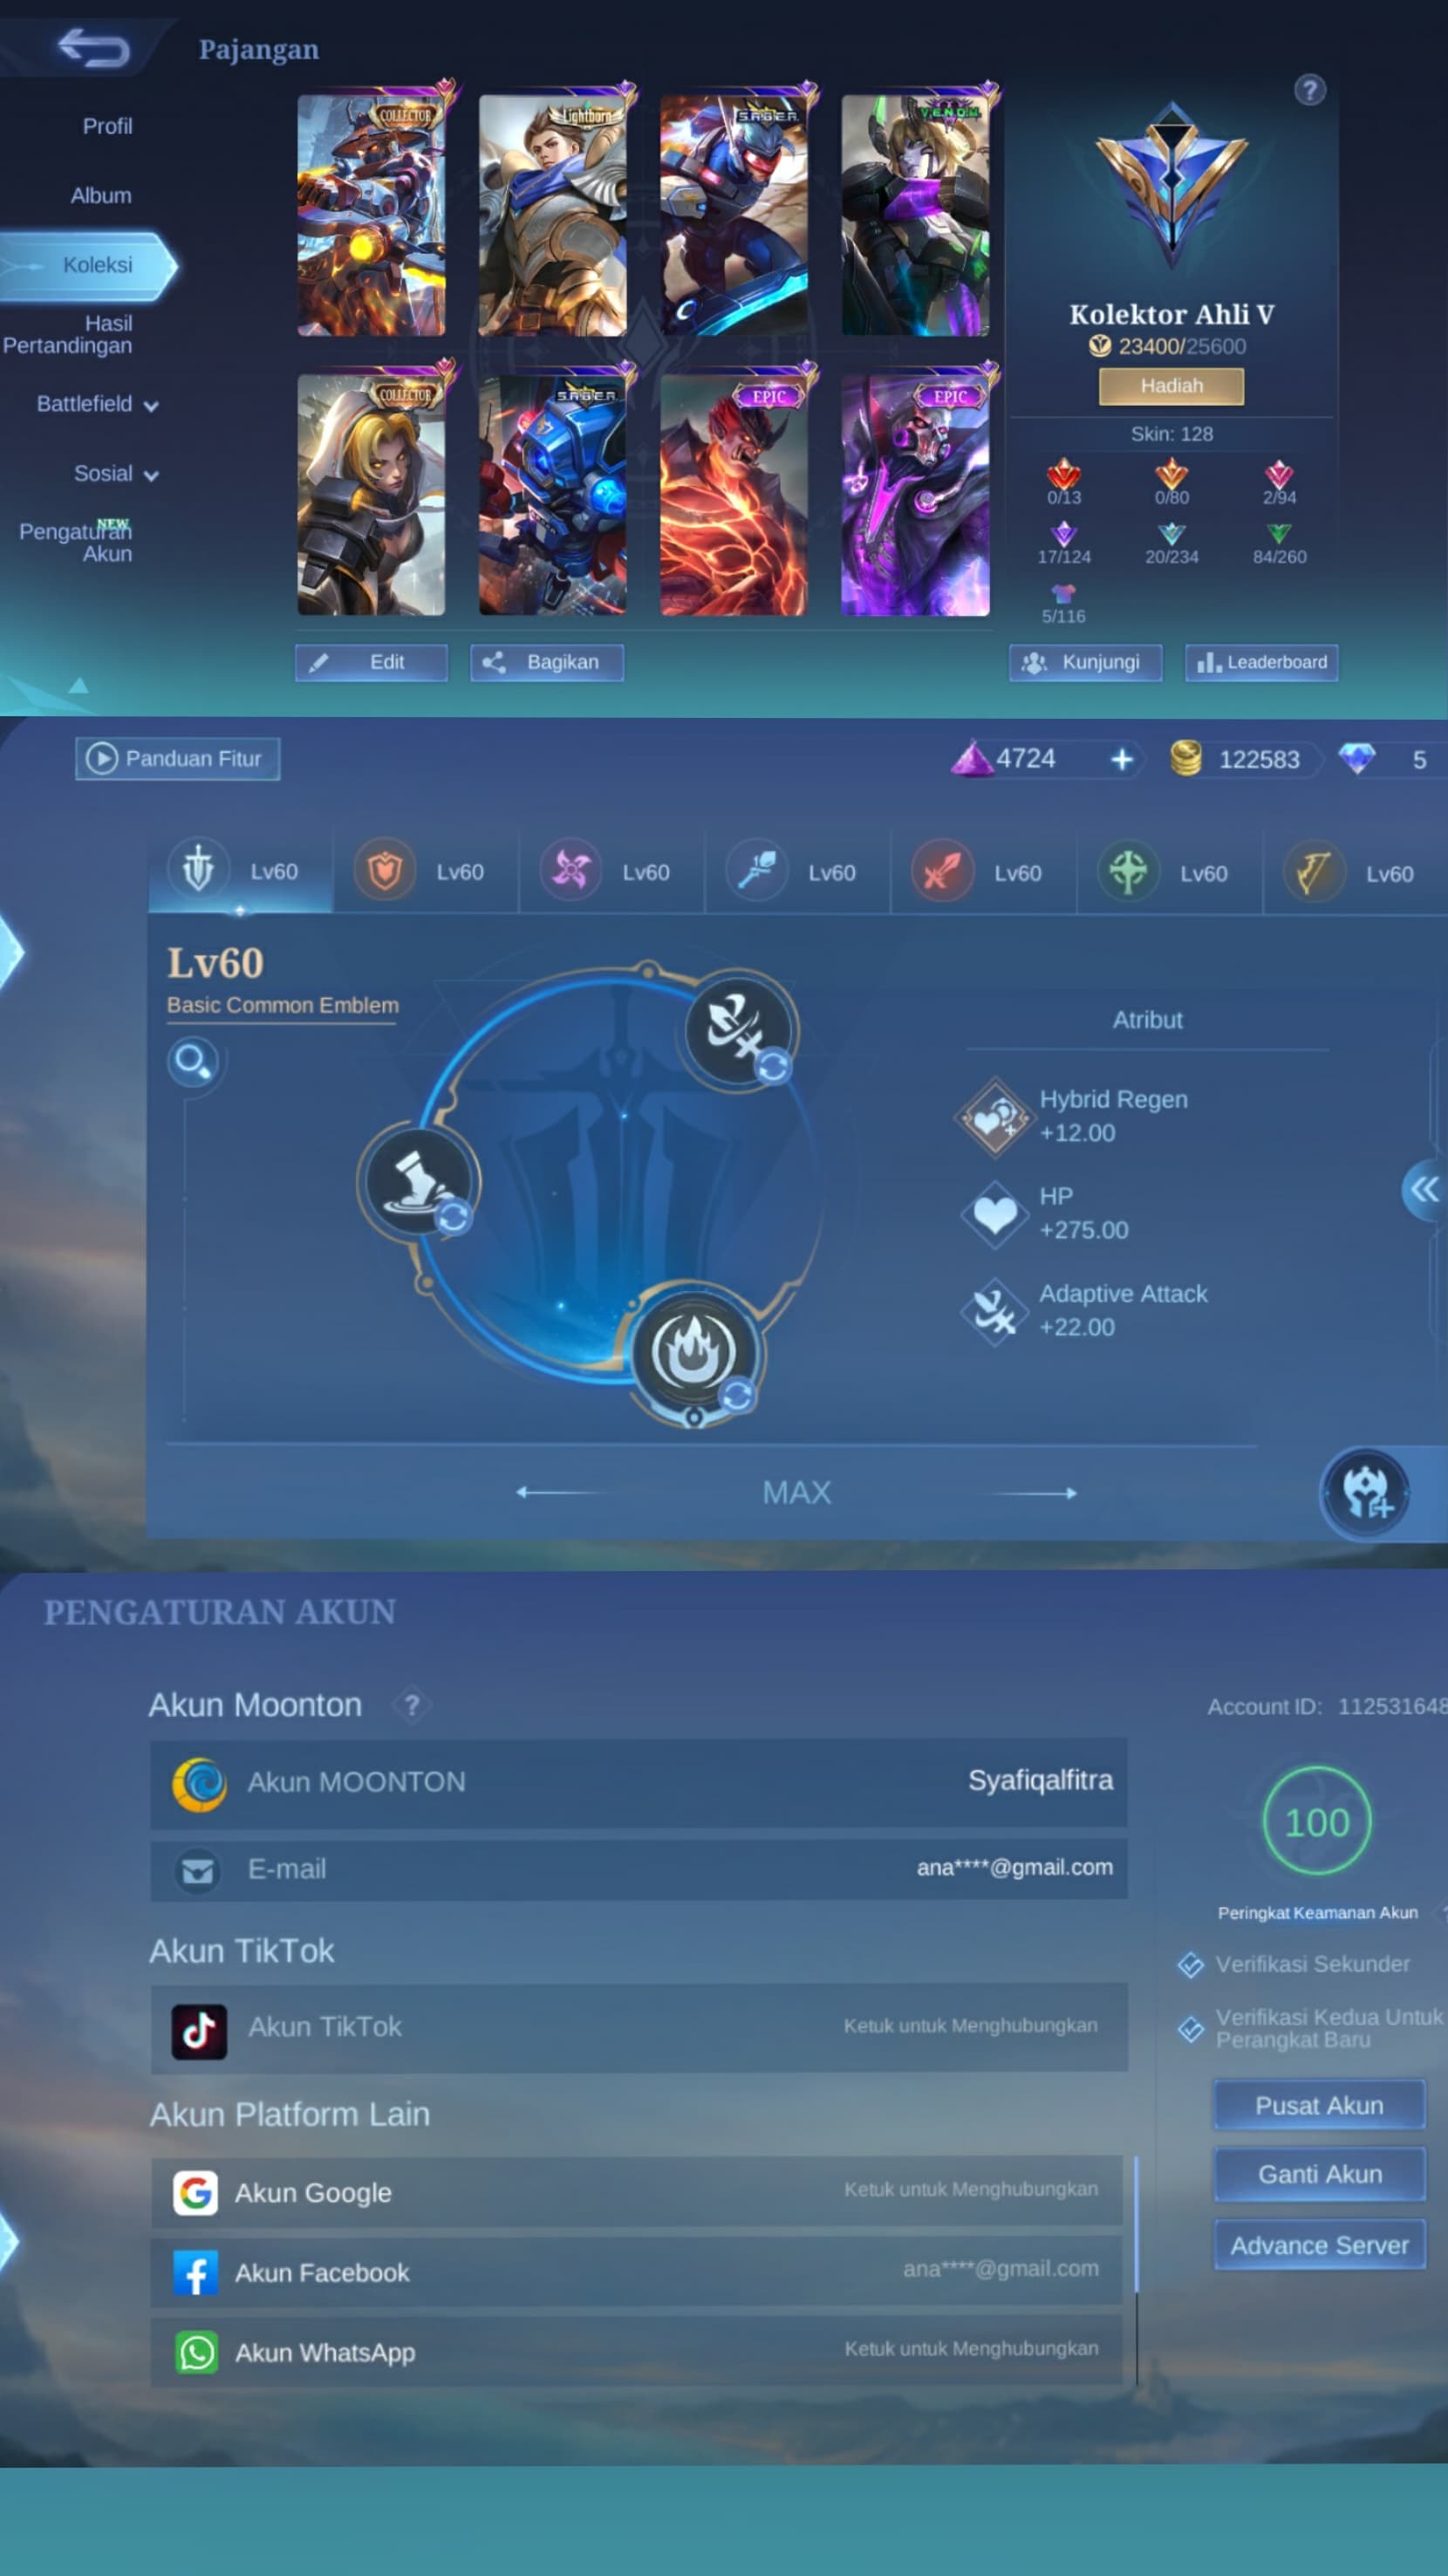 Pajangan
Profil
Album
Koleksi
Hasil
Pertandingan
Battlefield
Sosial
NEW
Pengaturan
Akun
COLLECTOR
Lightborn
S.A.B.E.R.
V.E.N.O.M.
COLLECTOR
S.A.B.E.R.
EPIC
EPIC
?
Kolektor Ahli V
23400/25600
Hadiah
Skin: 128
0/13
0/80
2/94
17/124
20/234
84/260
5/116
Edit
Bagikan
Kunjungi
Leaderboard
Panduan Fitur
4724
122583
5
Lv60
Lv60
Lv60
Lv60
Lv60
Lv60
Lv60
Lv60
Basic Common Emblem
Atribut
Hybrid Regen
+12.00
HP
+275.00
Adaptive Attack
+22.00
MAX
PENGATURAN AKUN
Akun Moonton ?
Account ID: 112531648
Akun MOONTON Syafiqalfitra
E-mail ana****@gmail.com
100
Peringkat Keamanan Akun
Akun TikTok
Verifikasi Sekunder
Akun TikTok Ketuk untuk Menghubungkan
Verifikasi Kedua Untuk
Perangkat Baru
Akun Platform Lain
Pusat Akun
Akun Google Ketuk untuk Menghubungkan
Ganti Akun
Akun Facebook ana****@gmail.com
Advance Server
Akun WhatsApp Ketuk untuk Menghubungkan